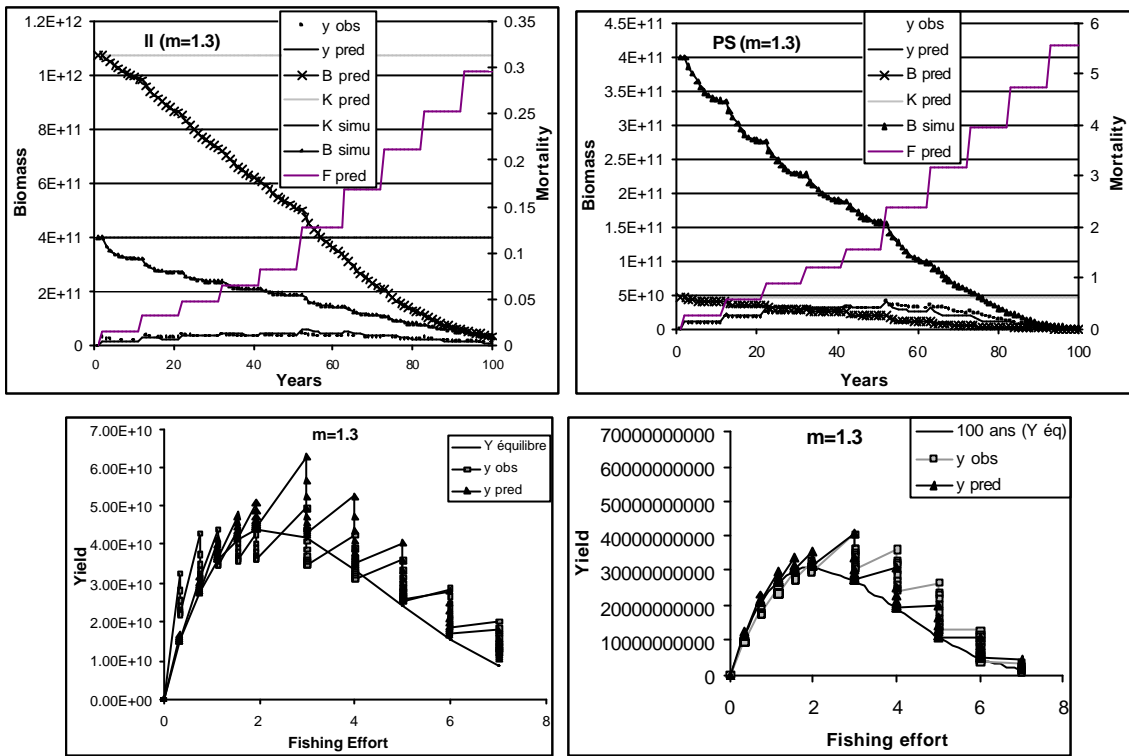 II (m=1.3)
1.2E+12
1E+12
8E+11
6E+11
4E+11
2E+11
0
Biomass
0.35
0.3
0.25
0.2
0.15
0.1
0.05
0
Mortality
0 20 40 60 80 100
Years
y obs
y pred
B pred
K pred
K simu
B simu
F pred
PS (m=1.3)
4.5E+11
4E+11
3.5E+11
3E+11
2.5E+11
2E+11
1.5E+11
1E+11
5E+10
0
Biomass
6
5
4
3
2
1
0
Mortality
0 20 40 60 80 100
Years
y obs
y pred
B pred
K pred
B simu
F pred
m=1.3
7.00E+10
6.00E+10
5.00E+10
4.00E+10
3.00E+10
2.00E+10
1.00E+10
0.00E+00
Yield
0 2 4 6 8
Fishing Effort
Y équilibre
y obs
y pred
m=1.3
70000000000
60000000000
50000000000
40000000000
30000000000
20000000000
10000000000
0
Yield
0 2 4 6 8
Fishing effort
100 ans (Y éq)
y obs
y pred